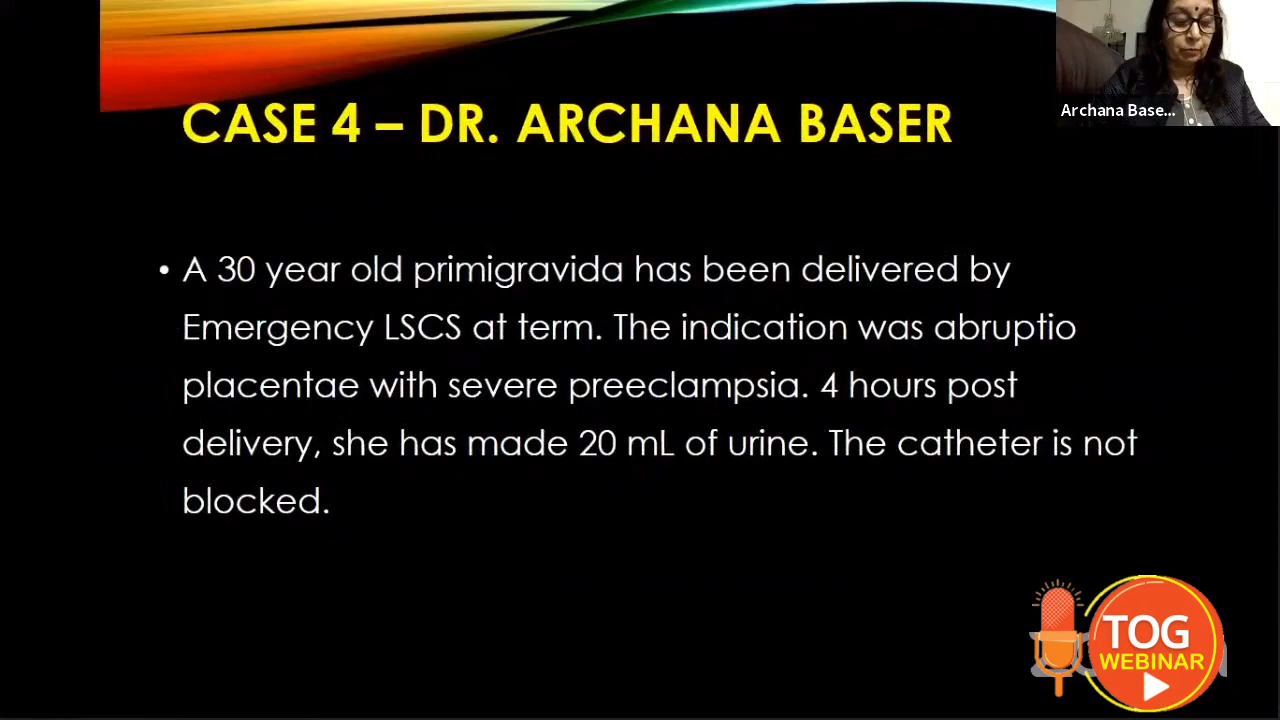 Archana Base...
CASE 4 – DR. ARCHANA BASER
• A 30 year old primigravida has been delivered by
Emergency LSCS at term. The indication was abruptio
placentae with severe preeclampsia. 4 hours post
delivery, she has made 20 mL of urine. The catheter is not
blocked.
TOG
WEBINAR